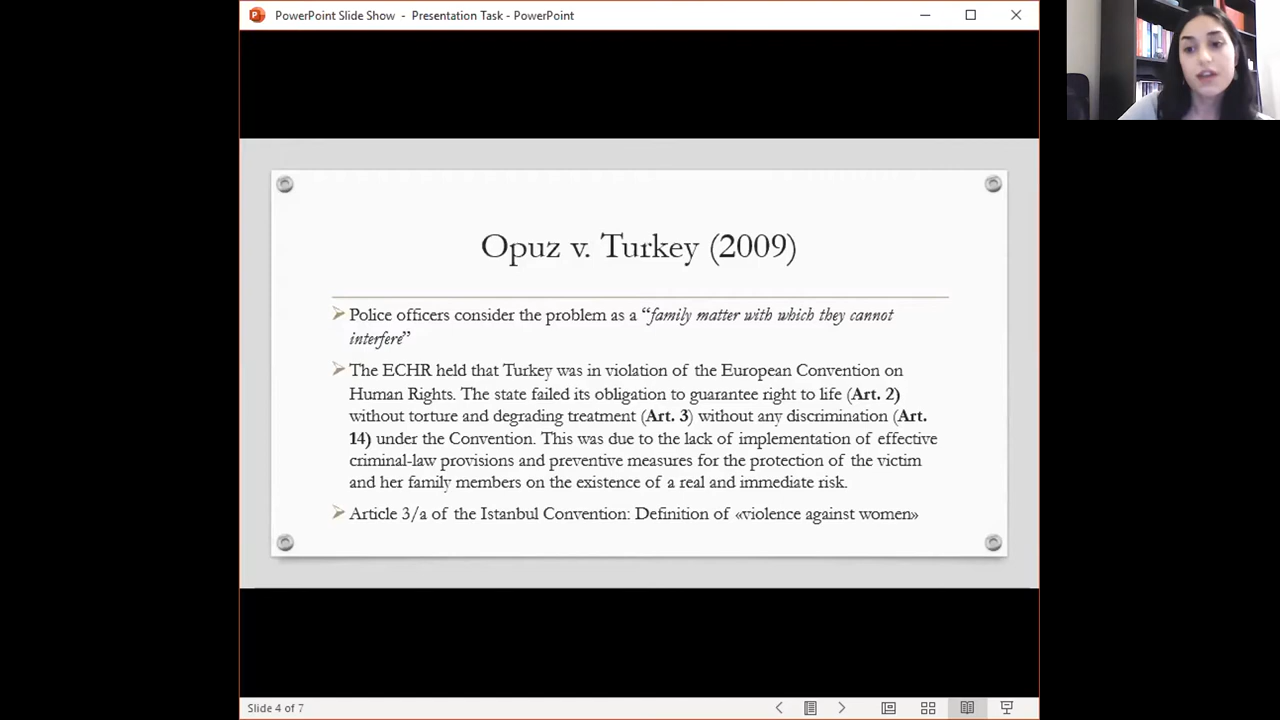 PowerPoint Slide Show - Presentation Task - PowerPoint
Opuz v. Turkey (2009)
Police officers consider the problem as a “family matter with which they cannot
interfere”
The ECHR held that Turkey was in violation of the European Convention on
Human Rights. The state failed its obligation to guarantee right to life (Art. 2)
without torture and degrading treatment (Art. 3) without any discrimination (Art.
14) under the Convention. This was due to the lack of implementation of effective
criminal-law provisions and preventive measures for the protection of the victim
and her family members on the existence of a real and immediate risk.
Article 3/a of the Istanbul Convention: Definition of «violence against women»
Slide 4 of 7